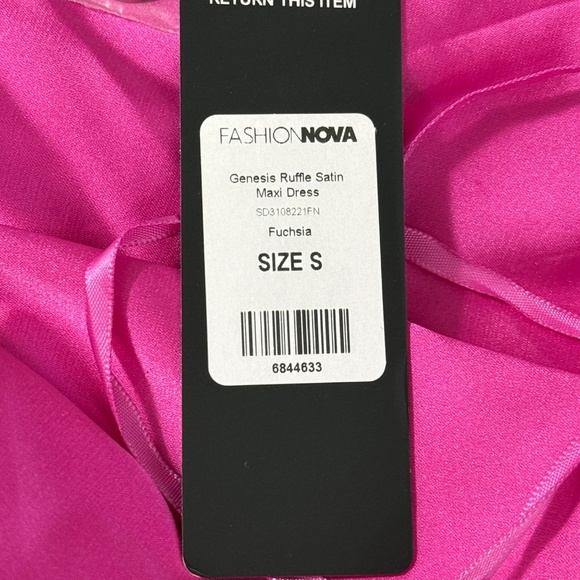 RETURN THIS ITEM
FASHIONNOVA
Genesis Ruffle Satin
Maxi Dress
SD3108221FN
Fuchsia
SIZE S
6844633